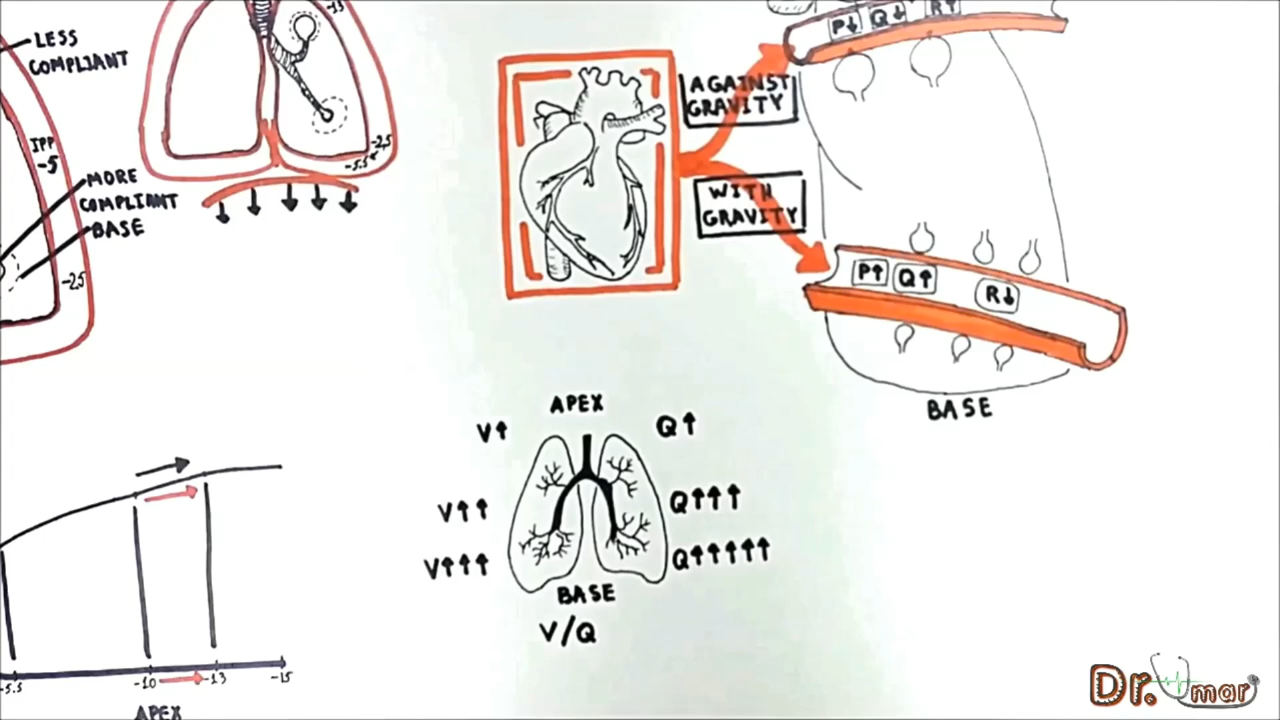 LESS
COMPLIANT
IPP
-5
MORE
COMPLIANT
BASE
-2.5
-13
-2.5
-5.5
AGAINST
GRAVITY
WITH
GRAVITY
P↓ Q↓ R↑
P↑ Q↑ R↓
BASE
APEX
V↑ Q↑
V↑↑ Q↑↑↑
V↑↑↑ Q↑↑↑↑↑
BASE
V/Q
-5.5 -10 -13 -15
APEX
Dr. Umar